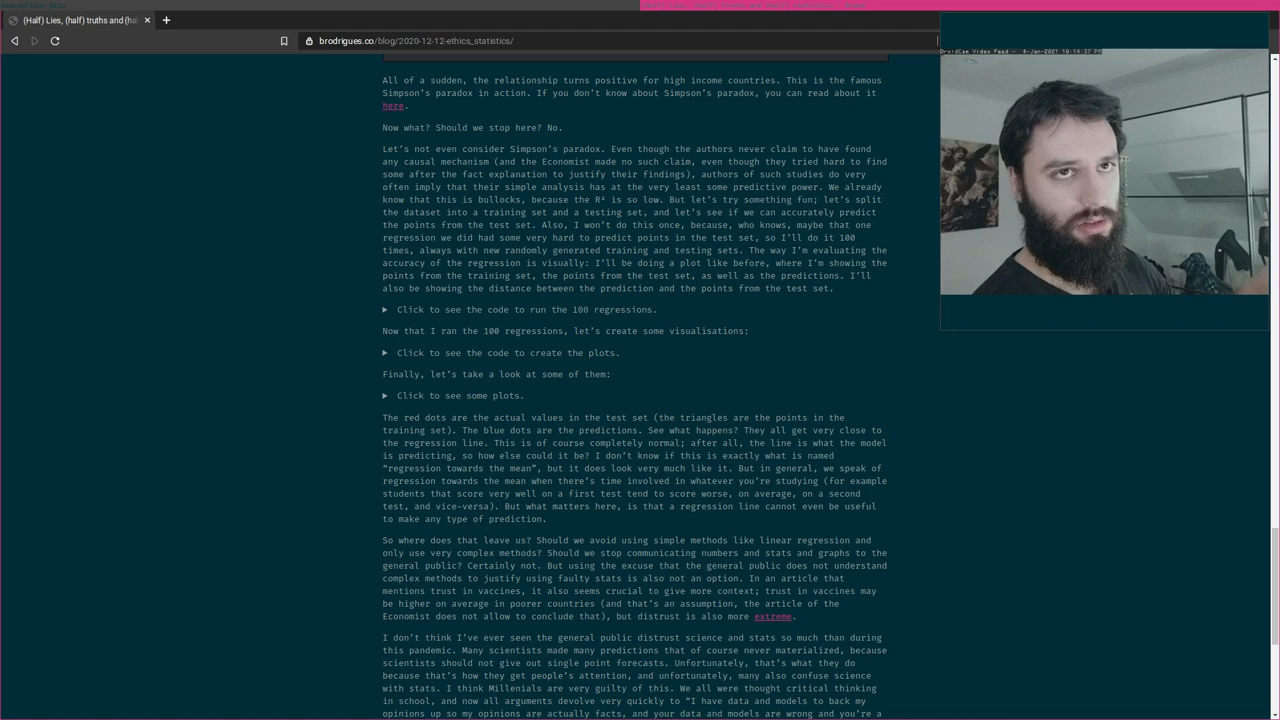 (Half) Lies, (half) truths and (ha
brodrigues.co/blog/2020-12-12-ethics_statistics/
DroidCam Video Feed - 4-Jan-2021 10:14:37 PM
All of a sudden, the relationship turns positive for high income countries. This is the famous
Simpson’s paradox in action. If you don’t know about Simpson’s paradox, you can read about it
here.
Now what? Should we stop here? No.
Let’s not even consider Simpson’s paradox. Even though the authors never claim to have found
any causal mechanism (and the Economist made no such claim, even though they tried hard to find
some after the fact explanation to justify their findings), authors of such studies do very
often imply that their simple analysis has at the very least some predictive power. We already
know that this is bullocks, because the R² is so low. But let’s try something fun; let’s split
the dataset into a training set and a testing set, and let’s see if we can accurately predict
the points from the test set. Also, I won’t do this once, because, who knows, maybe that one
regression we did had some very hard to predict points in the test set, so I’ll do it 100
times, always with new randomly generated training and testing sets. The way I’m evaluating the
accuracy of the regression is visually: I’ll be doing a plot like before, where I’m showing the
points from the training set, the points from the test set, as well as the predictions. I’ll
also be showing the distance between the prediction and the points from the test set.
Click to see the code to run the 100 regressions.
Now that I ran the 100 regressions, let’s create some visualisations:
Click to see the code to create the plots.
Finally, let’s take a look at some of them:
Click to see some plots.
The red dots are the actual values in the test set (the triangles are the points in the
training set). The blue dots are the predictions. See what happens? They all get very close to
the regression line. This is of course completely normal; after all, the line is what the model
is predicting, so how else could it be? I don’t know if this is exactly what is named
“regression towards the mean”, but it does look very much like it. But in general, we speak of
regression towards the mean when there’s time involved in whatever you’re studying (for example
students that score very well on a first test tend to score worse, on average, on a second
test, and vice-versa). But what matters here, is that a regression line cannot even be useful
to make any type of prediction.
So where does that leave us? Should we avoid using simple methods like linear regression and
only use very complex methods? Should we stop communicating numbers and stats and graphs to the
general public? Certainly not. But using the excuse that the general public does not understand
complex methods to justify using faulty stats is also not an option. In an article that
mentions trust in vaccines, it also seems crucial to give more context; trust in vaccines may
be higher on average in poorer countries (and that’s an assumption, the article of the
Economist does not allow to conclude that), but distrust is also more extreme.
I don’t think I’ve ever seen the general public distrust science and stats so much than during
this pandemic. Many scientists made many predictions that of course never materialized, because
scientists should not give out single point forecasts. Unfortunately, that’s what they do
because that’s how they get people’s attention, and unfortunately, many also confuse science
with stats. I think Millenials are very guilty of this. We all were thought critical thinking
in school, and now all arguments devolve very quickly to “I have data and models to back my
opinions up so my opinions are actually facts, and your data and models are wrong and you’re a